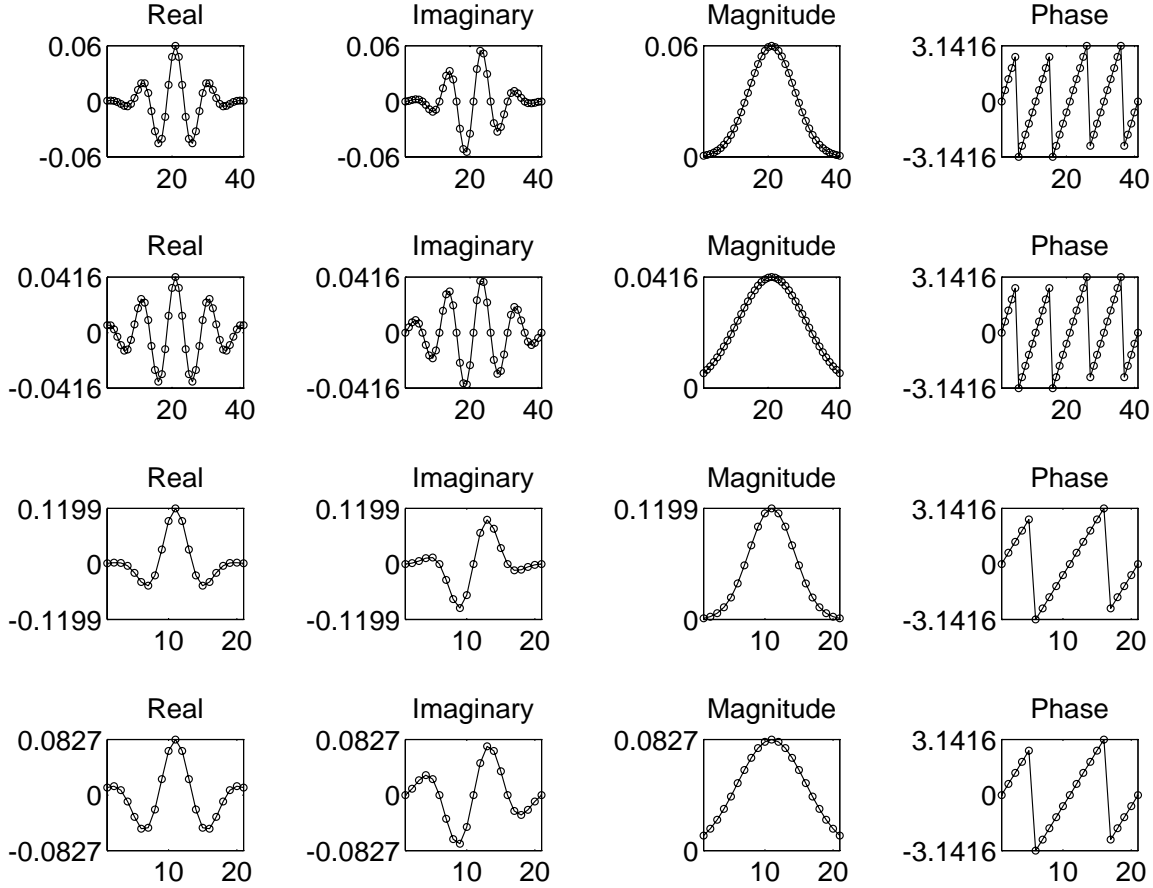 Real Imaginary Magnitude Phase
0.06 0.06 0.06 3.1416
0 0 0
-0.06 -0.06 0 -3.1416
20 40 20 40 20 40 20 40
Real Imaginary Magnitude Phase
0.0416 0.0416 0.0416 3.1416
0 0 0
-0.0416 -0.0416 0 -3.1416
20 40 20 40 20 40 20 40
Real Imaginary Magnitude Phase
0.1199 0.1199 0.1199 3.1416
0 0 0
-0.1199 -0.1199 0 -3.1416
10 20 10 20 10 20 10 20
Real Imaginary Magnitude Phase
0.0827 0.0827 0.0827 3.1416
0 0 0
-0.0827 -0.0827 0 -3.1416
10 20 10 20 10 20 10 20